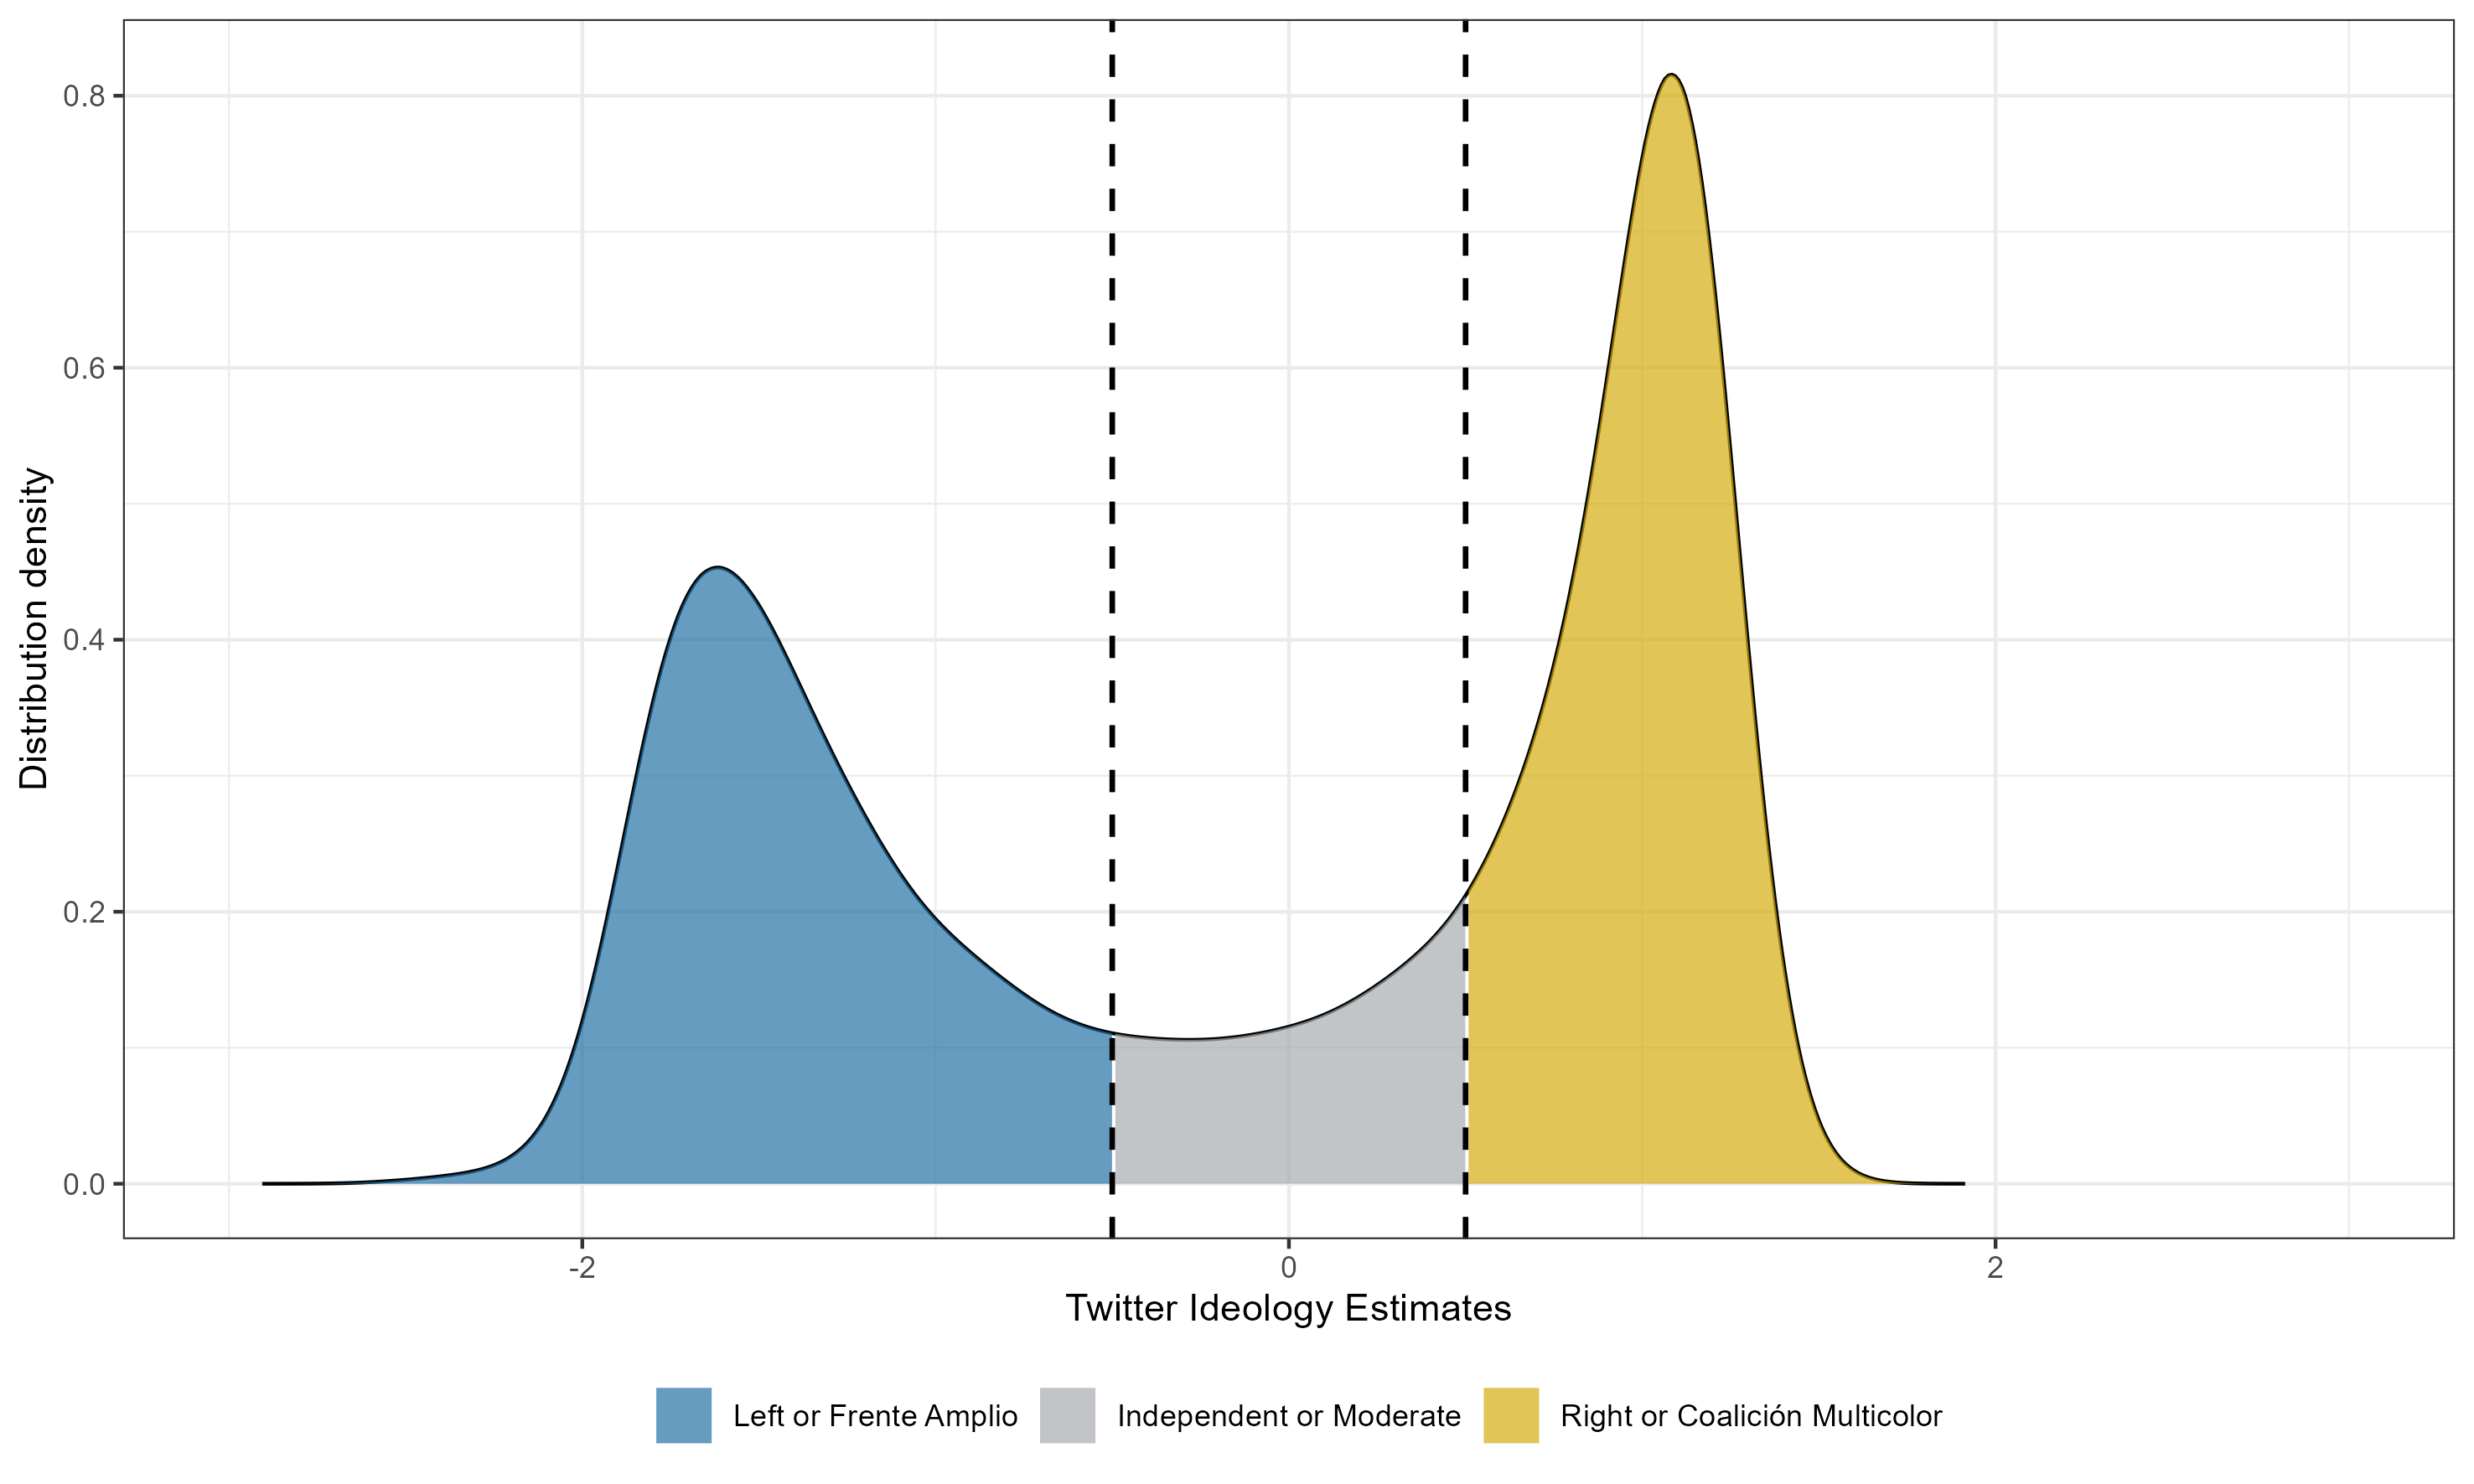 0.8
0.6
0.4
0.2
0.0
Distribution density
-2 0 2
Twitter Ideology Estimates
Left or Frente Amplio Independent or Moderate Right or Coalición Multicolor